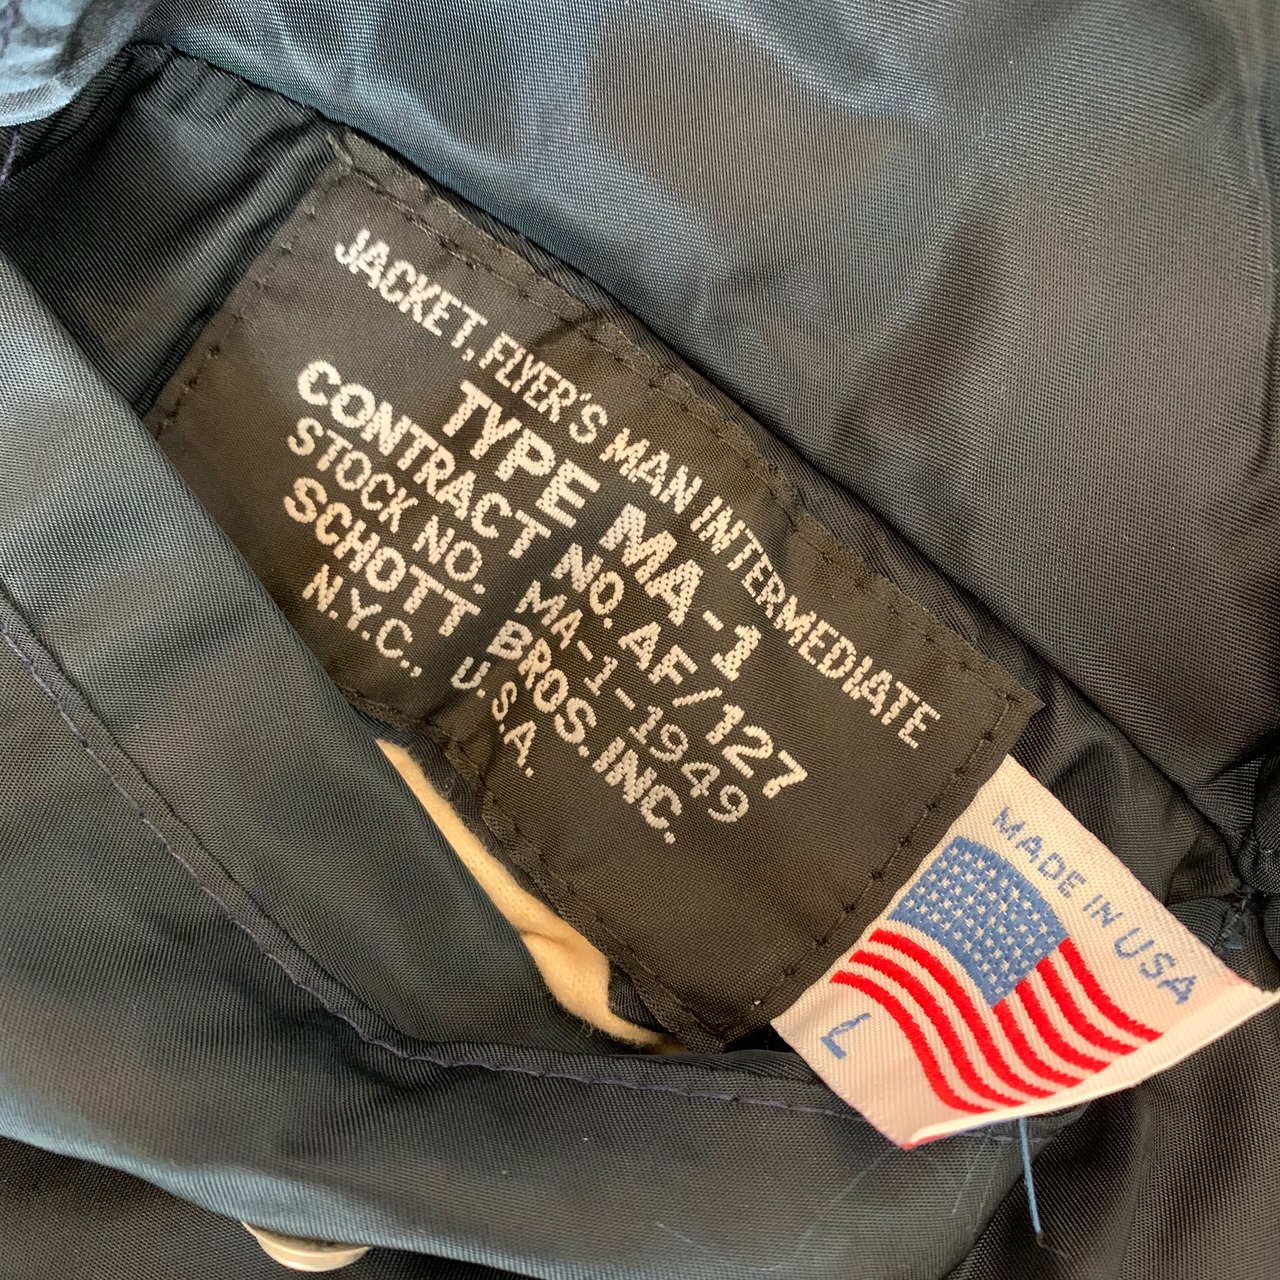 JACKET, FLYER'S MAN INTERMEDIATE
TYPE MA-1
CONTRACT NO. AF/127
STOCK NO. MA-1-1949
SCHOTT BROS. INC.
N.Y.C., U.S.A.
MADE IN USA
L